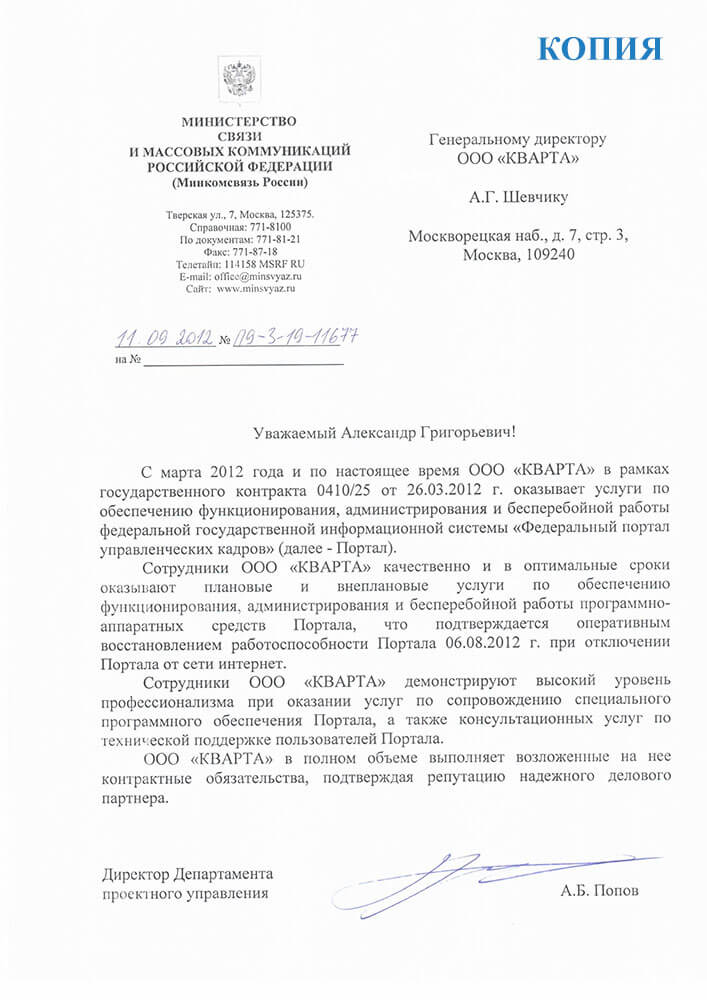 КОПИЯ
МИНИСТЕРСТВО
СВЯЗИ
И МАССОВЫХ КОММУНИКАЦИЙ
РОССИЙСКОЙ ФЕДЕРАЦИИ
(Минкомсвязь России)
Тверская ул., 7, Москва, 125375.
Справочная: 771-8100
По документам: 771-81-21
Факс: 771-87-18
Телетайп: 114158 MSRF RU
E-mail: office@minsvyaz.ru
Сайт: www.minsvyaz.ru
11.09 2012 № П9-3-19-11677
на №
Генеральному директору
ООО «КВАРТА»
А.Г. Шевчику
Москворецкая наб., д. 7, стр. 3,
Москва, 109240
Уважаемый Александр Григорьевич!
С марта 2012 года и по настоящее время ООО «КВАРТА» в рамках
государственного контракта 0410/25 от 26.03.2012 г. оказывает услуги по
обеспечению функционирования, администрирования и бесперебойной работы
федеральной государственной информационной системы «Федеральный портал
управленческих кадров» (далее - Портал).
Сотрудники ООО «КВАРТА» качественно и в оптимальные сроки
оказывают плановые и внеплановые услуги по обеспечению
функционирования, администрирования и бесперебойной работы программно-
аппаратных средств Портала, что подтверждается оперативным
восстановлением работоспособности Портала 06.08.2012 г. при отключении
Портала от сети интернет.
Сотрудники ООО «КВАРТА» демонстрируют высокий уровень
профессионализма при оказании услуг по сопровождению специального
программного обеспечения Портала, а также консультационных услуг по
технической поддержке пользователей Портала.
ООО «КВАРТА» в полном объеме выполняет возложенные на нее
контрактные обязательства, подтверждая репутацию надежного делового
партнера.
Директор Департамента
проектного управления
А.Б. Попов